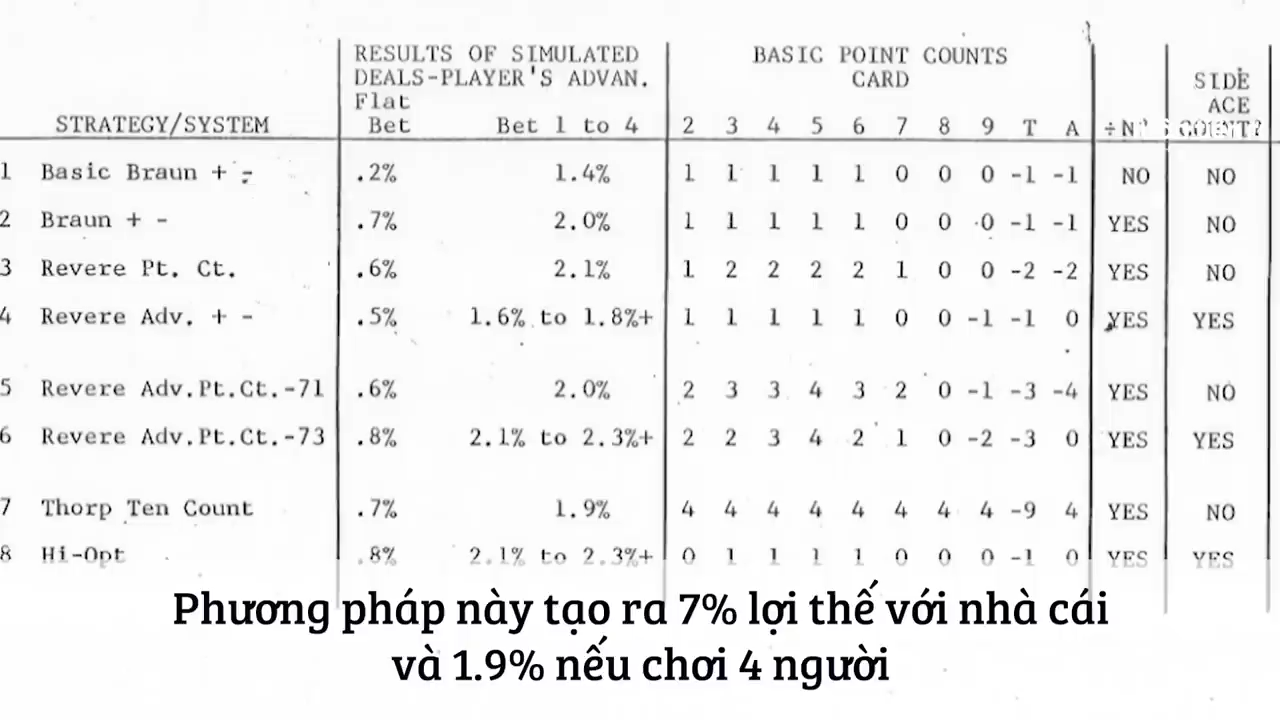 RESULTS OF SIMULATED
DEALS-PLAYER'S ADVAN.
BASIC POINT COUNTS
CARD
SIDE
ACE
STRATEGY/SYSTEM Flat Bet Bet 1 to 4 2 3 4 5 6 7 8 9 T A
1 Basic Braun + - .2% 1.4% 1 1 1 1 1 0 0 0 -1 -1 NO NO
2 Braun + - .7% 2.0% 1 1 1 1 1 0 0 0 -1 -1 YES NO
3 Revere Pt. Ct. .6% 2.1% 1 2 2 2 2 1 0 0 -2 -2 YES NO
4 Revere Adv. + - .5% 1.6% to 1.8%+ 1 1 1 1 1 0 0 -1 -1 0 YES YES
5 Revere Adv.Pt.Ct.-71 .6% 2.0% 2 3 3 4 3 2 0 -1 -3 -4 YES NO
6 Revere Adv.Pt.Ct.-73 .8% 2.1% to 2.3%+ 2 2 3 4 2 1 0 -2 -3 0 YES YES
7 Thorp Ten Count .7% 1.9% 4 4 4 4 4 4 4 4 -9 4 YES NO
8 Hi-Opt .8% 2.1% to 2.3%+ 0 1 1 1 1 0 0 0 -1 0 YES YES
Phương pháp này tạo ra 7% lợi thế với nhà cái
và 1.9% nếu chơi 4 người